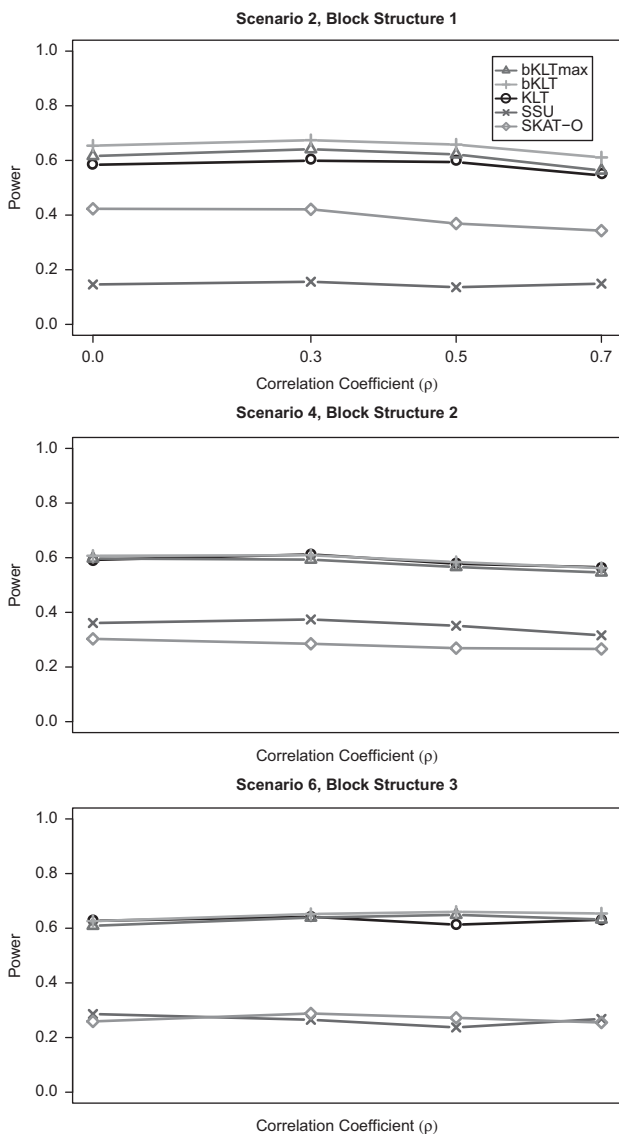 Scenario 2, Block Structure 1
1.0
0.8
0.6
0.4
0.2
0.0
Power
bKLTmax
bKLT
KLT
SSU
SKAT−O
0.0 0.3 0.5 0.7
Correlation Coefficient (ρ)
Scenario 4, Block Structure 2
1.0
0.8
0.6
0.4
0.2
0.0
Power
Correlation Coefficient (ρ)
Scenario 6, Block Structure 3
1.0
0.8
0.6
0.4
0.2
0.0
Power
Correlation Coefficient (ρ)